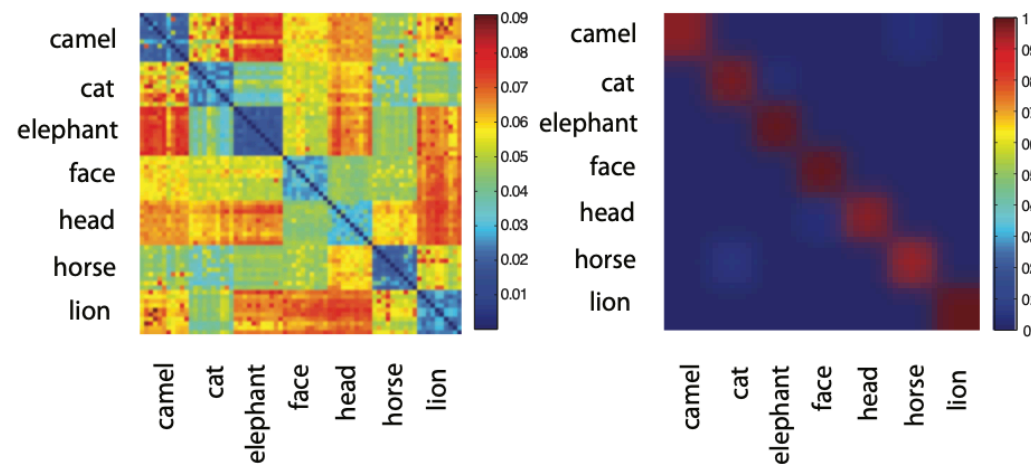 camel
cat
elephant
face
head
horse
lion
camel
cat
elephant
face
head
horse
lion
0.09
0.08
0.07
0.06
0.05
0.04
0.03
0.02
0.01
camel
cat
elephant
face
head
horse
lion
camel
cat
elephant
face
head
horse
lion
1
0